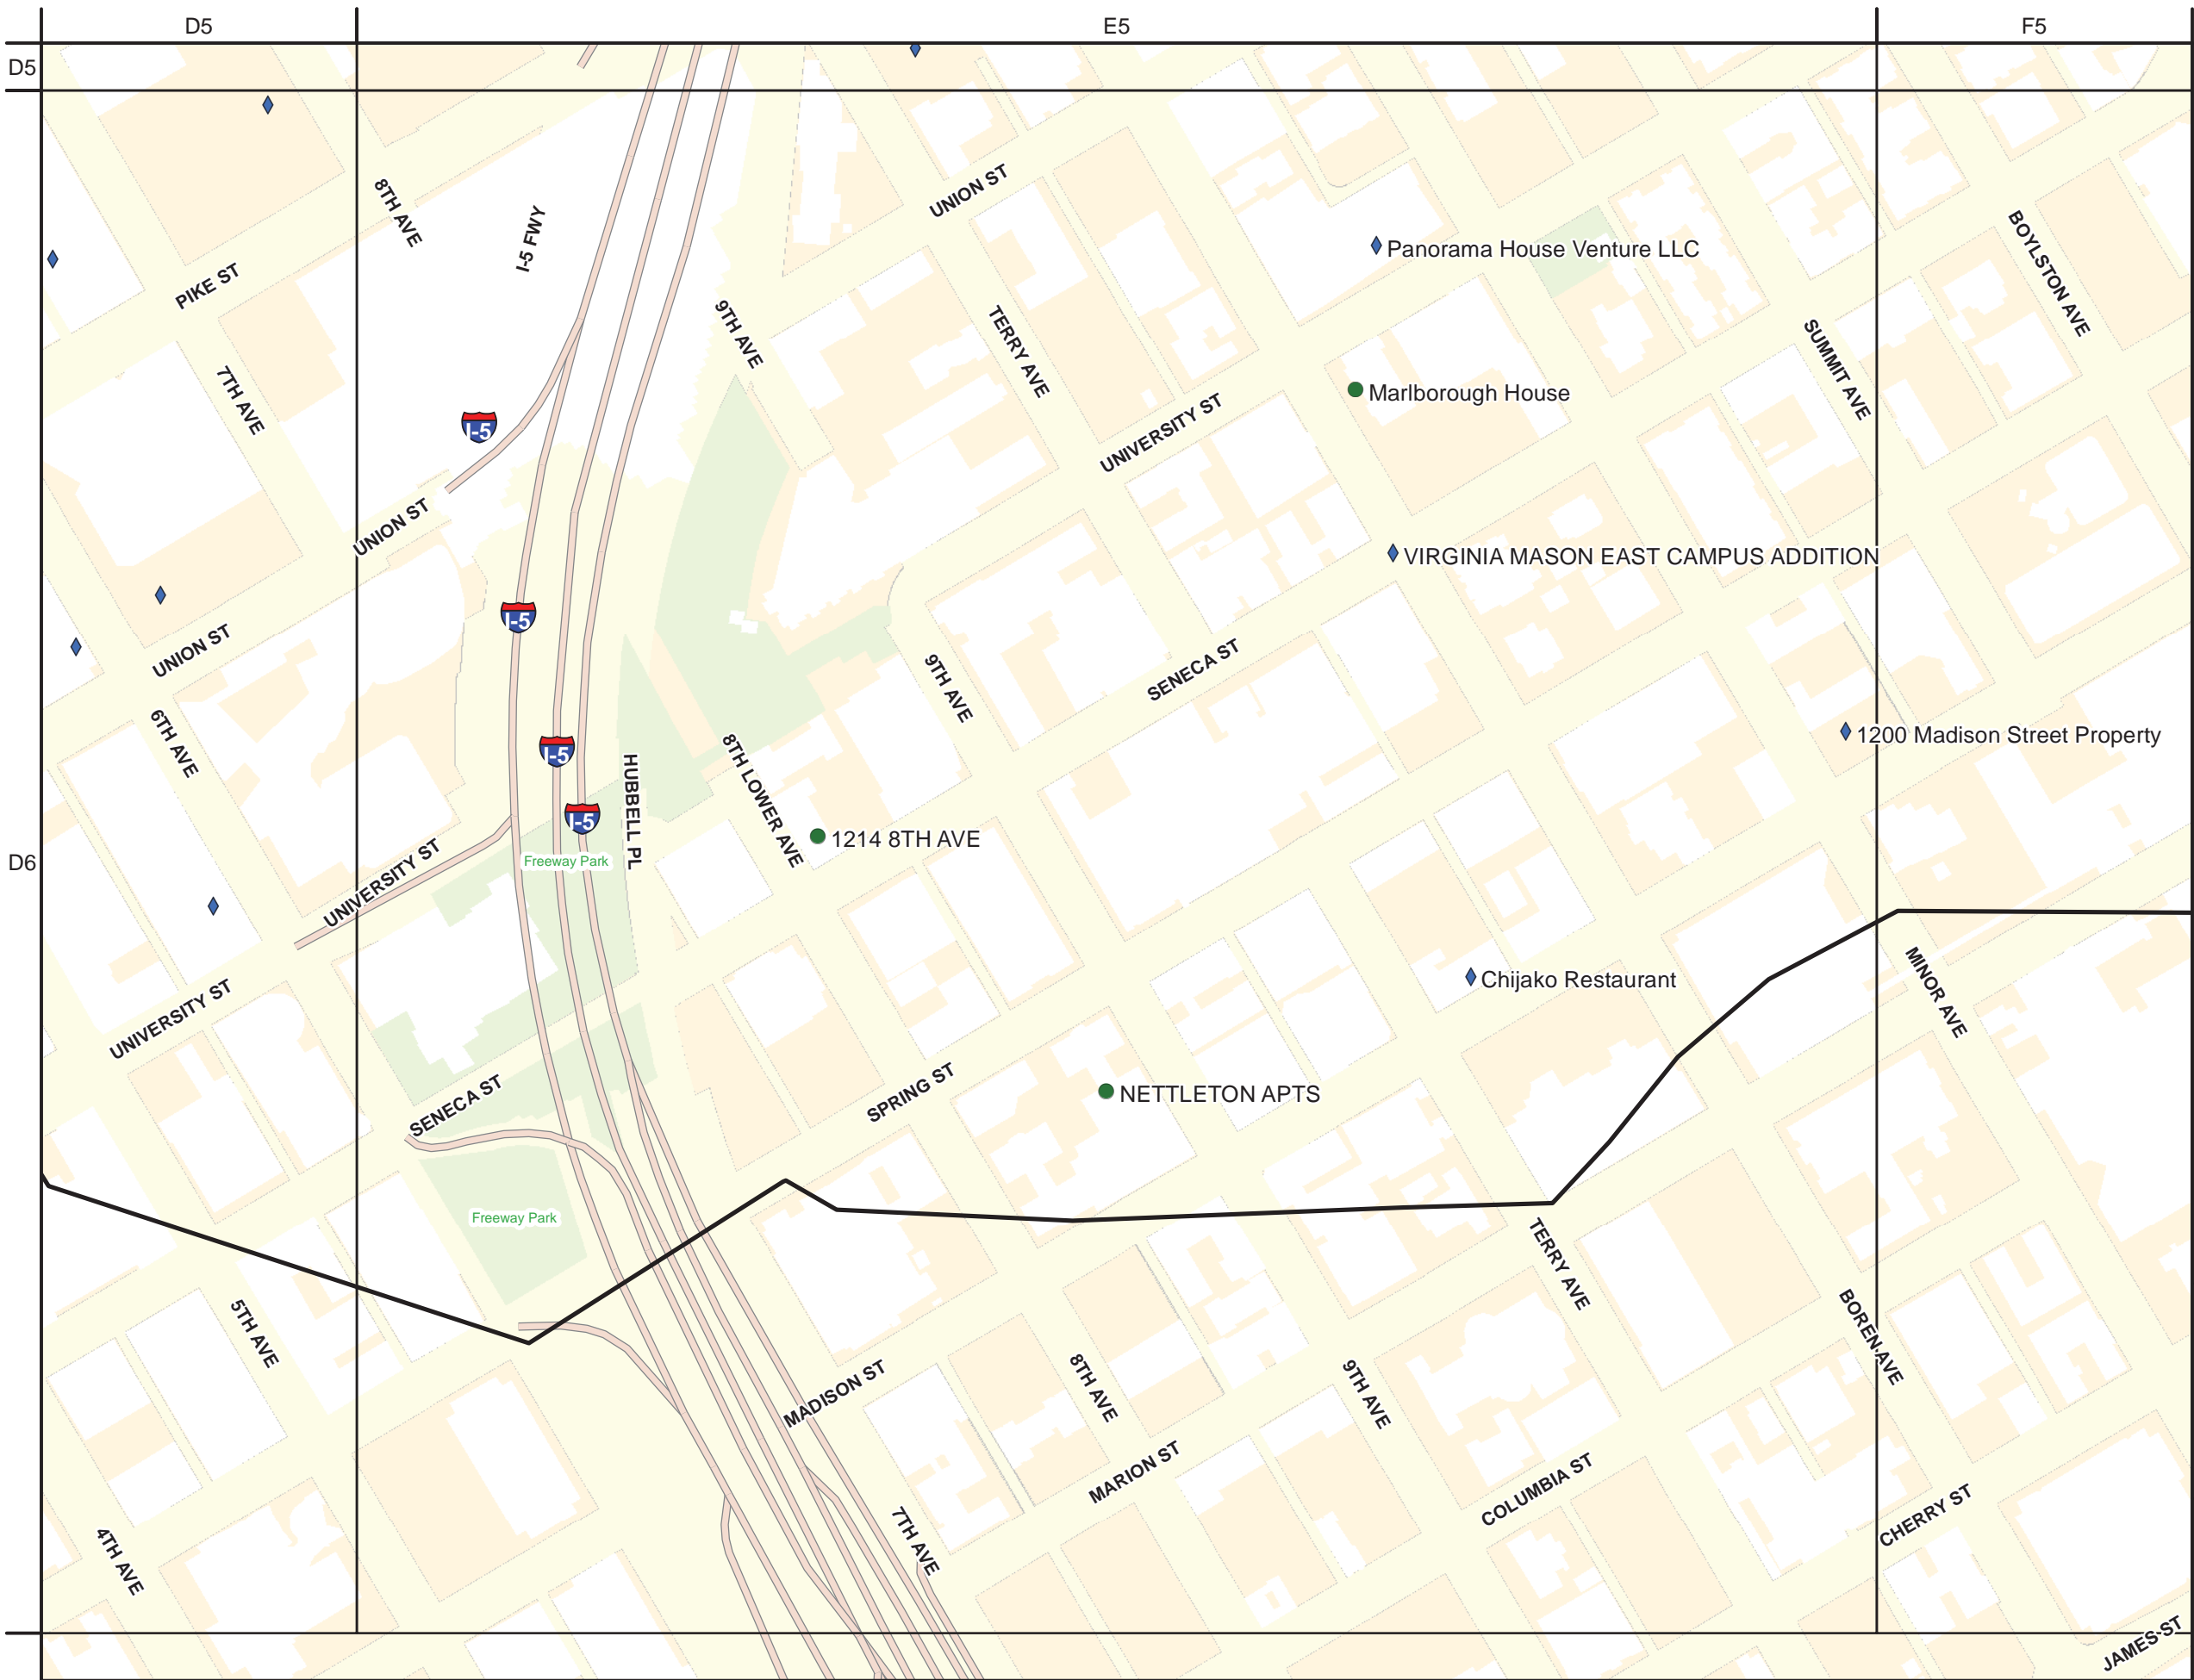 D5
E5
F5
D5
8TH AVE
UNION ST
I-5 FWY
Panorama House Venture LLC
BOYLSTON AVE
PIKE ST
9TH AVE
TERRY AVE
SUMMIT AVE
7TH AVE
Marlborough House
I-5
UNIVERSITY ST
UNION ST
VIRGINIA MASON EAST CAMPUS ADDITION
I-5
UNION ST
SENECA ST
9TH AVE
6TH AVE
1200 Madison Street Property
I-5
HUBBELL PL
8TH LOWER AVE
I-5
1214 8TH AVE
D6
Freeway Park
UNIVERSITY ST
Chijako Restaurant
MINOR AVE
UNIVERSITY ST
SENECA ST
SPRING ST
NETTLETON APTS
Freeway Park
TERRY AVE
5TH AVE
BOREN AVE
MADISON ST
8TH AVE
9TH AVE
MARION ST
COLUMBIA ST
CHERRY ST
7TH AVE
4TH AVE
JAMES ST